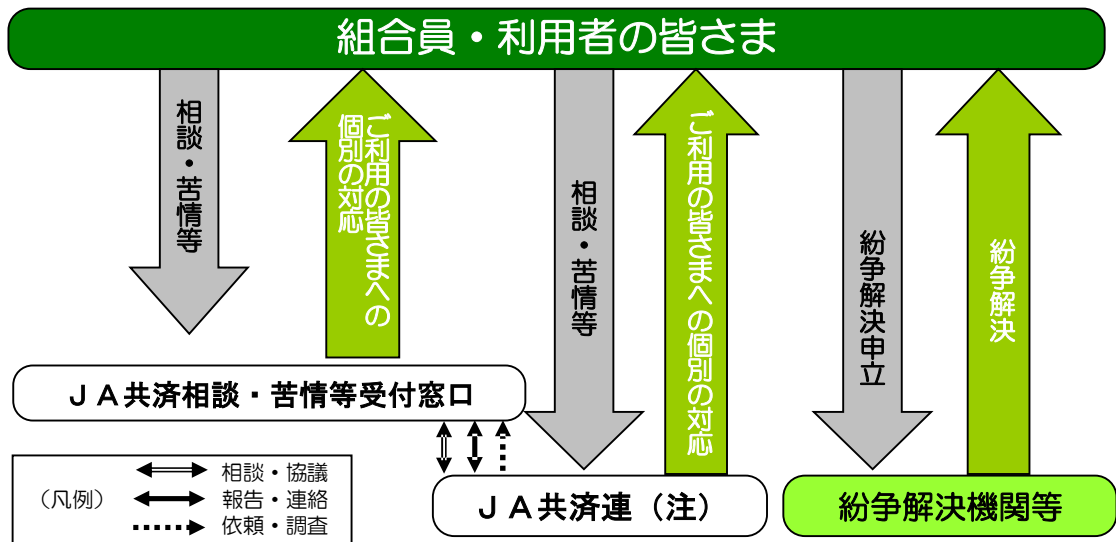 組合員・利用者の皆さま
相談・苦情等
ご利用の皆さまへの
個別の対応
相談・苦情等
ご利用の皆さまへの個別の対応
紛争解決申立
紛争解決
ＪＡ共済相談・苦情等受付窓口
（凡例）
相談・協議
報告・連絡
依頼・調査
ＪＡ共済連（注）
紛争解決機関等